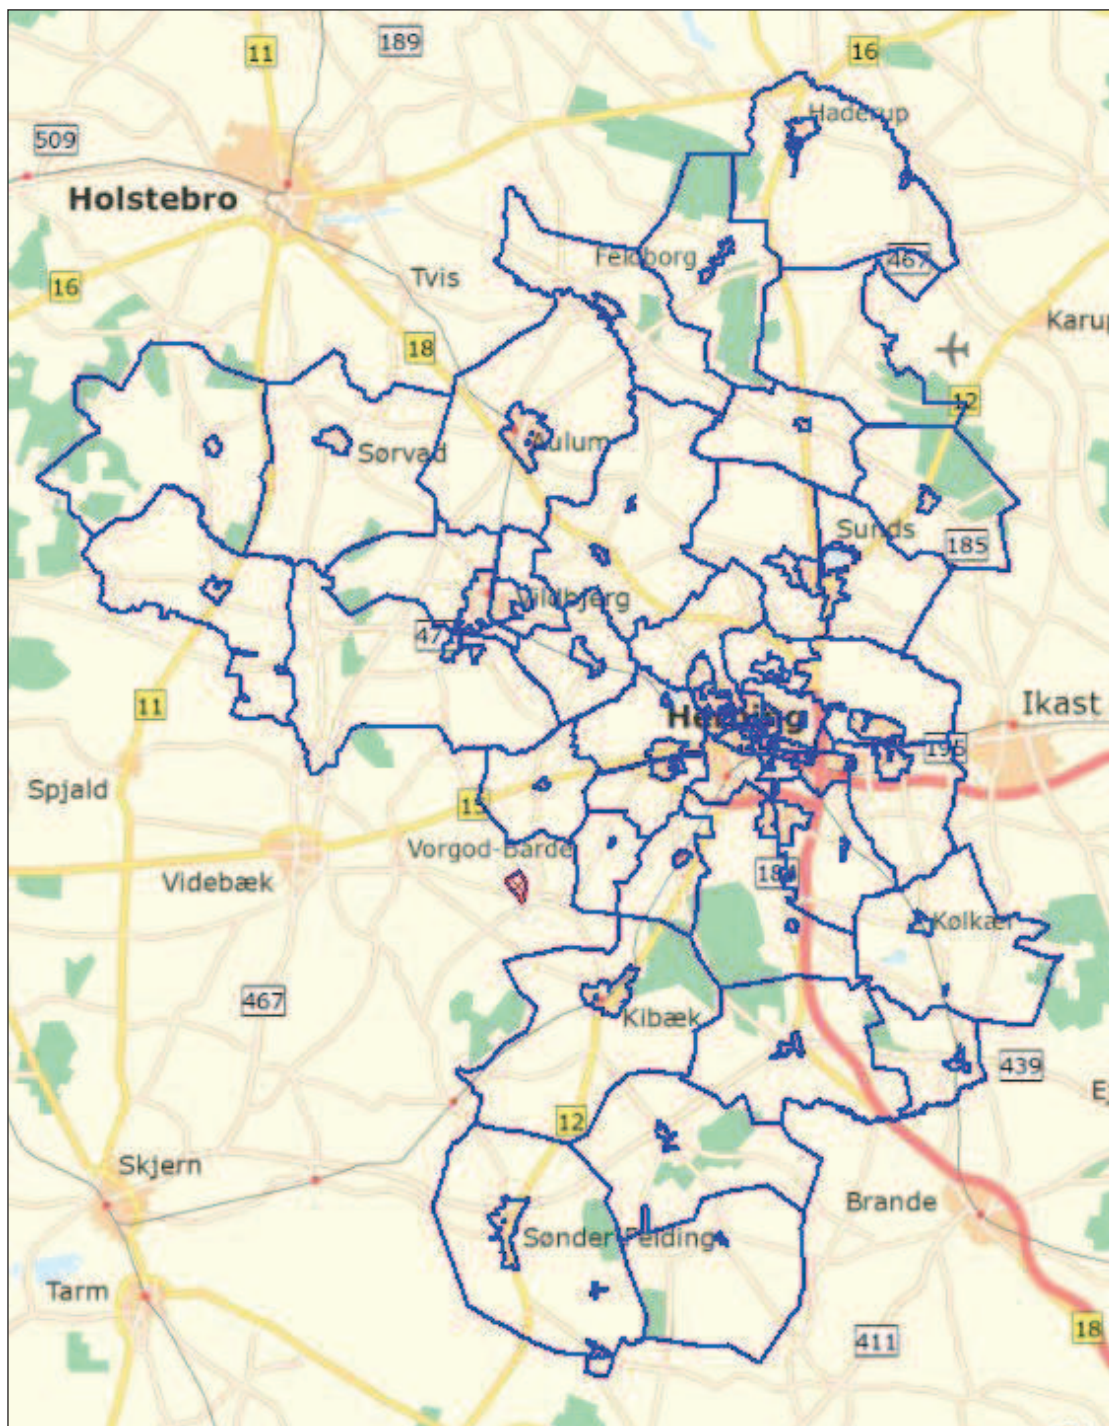 189
11
16
Haderup
509
Holstebro
Feldborg
467
Tvis
16
Karup
18
12
Sørvad
Aulum
Sunds
185
Vildbjerg
Ikast
11
Herning
195
Spjald
15
Vorgod-Barde
Videbæk
184
Kølkær
467
Kibæk
439
12
Skjern
Brande
Sønder Felding
Tarm
18
411